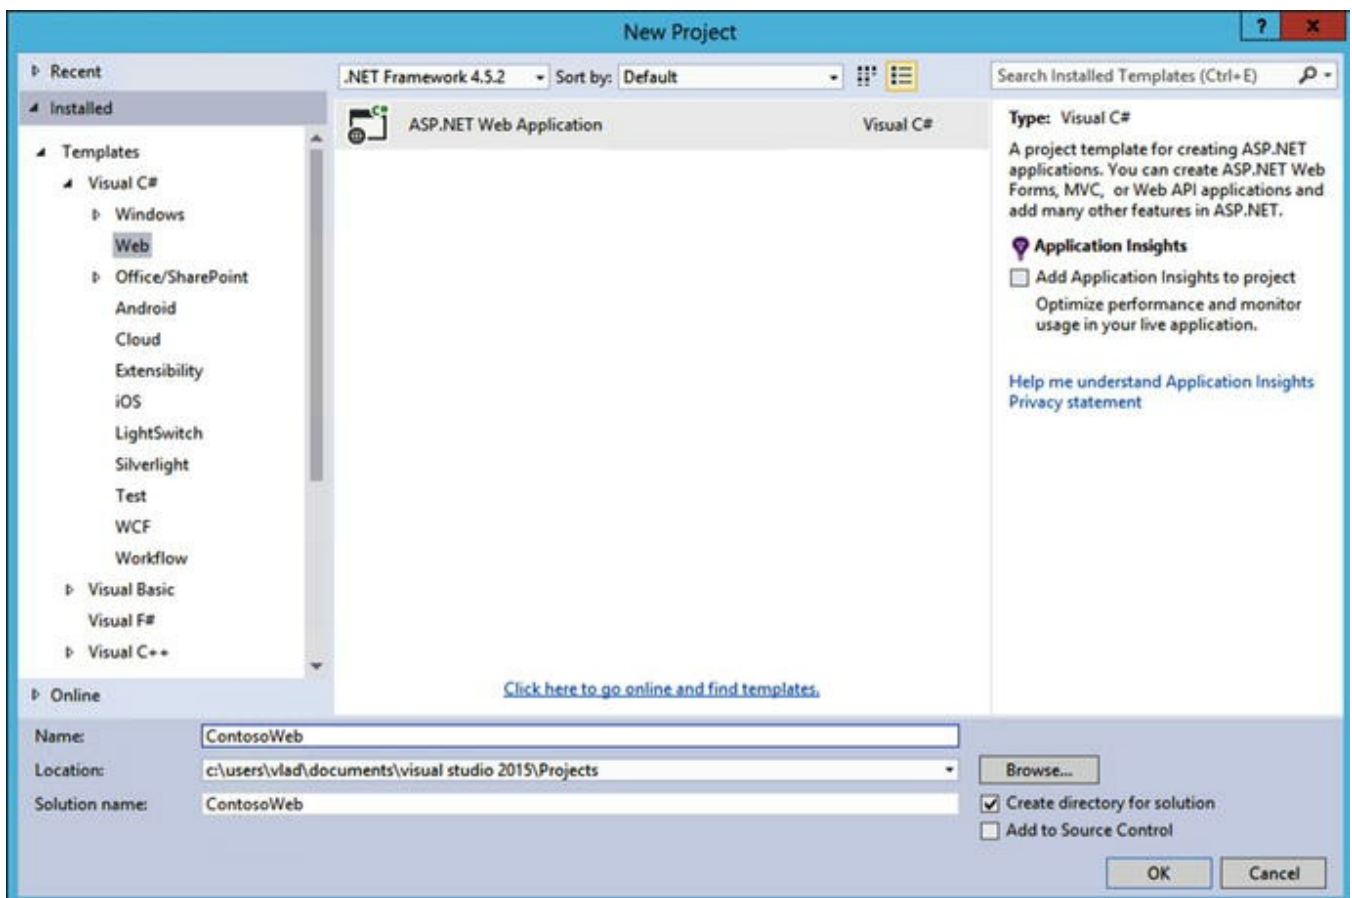 New Project
?
x
Recent
.NET Framework 4.5.2
Sort by: Default
Search Installed Templates (Ctrl+E)
Installed
Templates
Visual C#
Windows
Web
Office/SharePoint
Android
Cloud
Extensibility
iOS
LightSwitch
Silverlight
Test
WCF
Workflow
Visual Basic
Visual F#
Visual C++
Online
C#
ASP.NET Web Application
Visual C#
Click here to go online and find templates.
Type: Visual C#
A project template for creating ASP.NET
applications. You can create ASP.NET Web
Forms, MVC, or Web API applications and
add many other features in ASP.NET.
Application Insights
Add Application Insights to project
Optimize performance and monitor
usage in your live application.
Help me understand Application Insights
Privacy statement
Name: ContosoWeb
Location: c:\users\vlad\documents\visual studio 2015\Projects
Browse...
Solution name: ContosoWeb
Create directory for solution
Add to Source Control
OK
Cancel